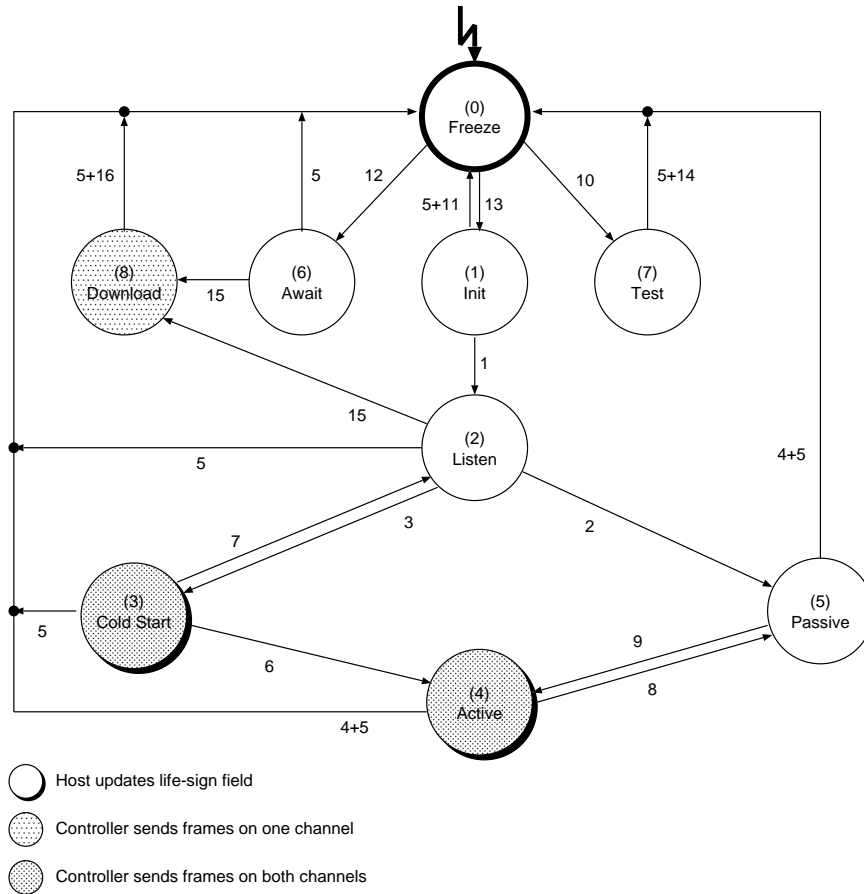 (0)
Freeze
5+16
5
12
5+11
13
10
5+14
(8)
Download
(6)
Await
(1)
Init
(7)
Test
15
1
15
(2)
Listen
5
4+5
3
7
2
(3)
Cold Start
(5)
Passive
5
9
6
8
(4)
Active
4+5
Host updates life-sign field
Controller sends frames on one channel
Controller sends frames on both channels